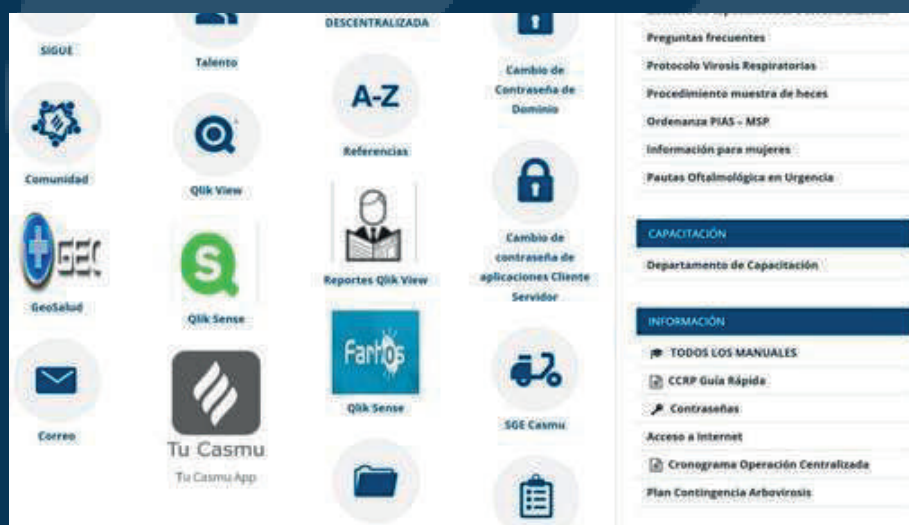 SIGUE
Comunidad
GEC
GeoSalud
Correo
Talento
Qlik View
S
Qlik Sense
Tu Casmu
Tu Casmu App
DESCENTRALIZADA
A-Z
Referencias
Reportes Qlik View
Farhos
Qlik Sense
Cambio de
Contraseña de
Dominio
Cambio de
contraseña de
aplicaciones Cliente
Servidor
SGE Casmu
Preguntas frecuentes
Protocolo Virosis Respiratorias
Procedimiento muestra de heces
Ordenanza PIAS - MSP
Información para mujeres
Pautas Oftalmológica en Urgencia
CAPACITACIÓN
Departamento de Capacitación
INFORMACIÓN
TODOS LOS MANUALES
CCRP Guía Rápida
Contraseñas
Acceso a Internet
Cronograma Operación Centralizada
Plan Contingencia Arbovirosis